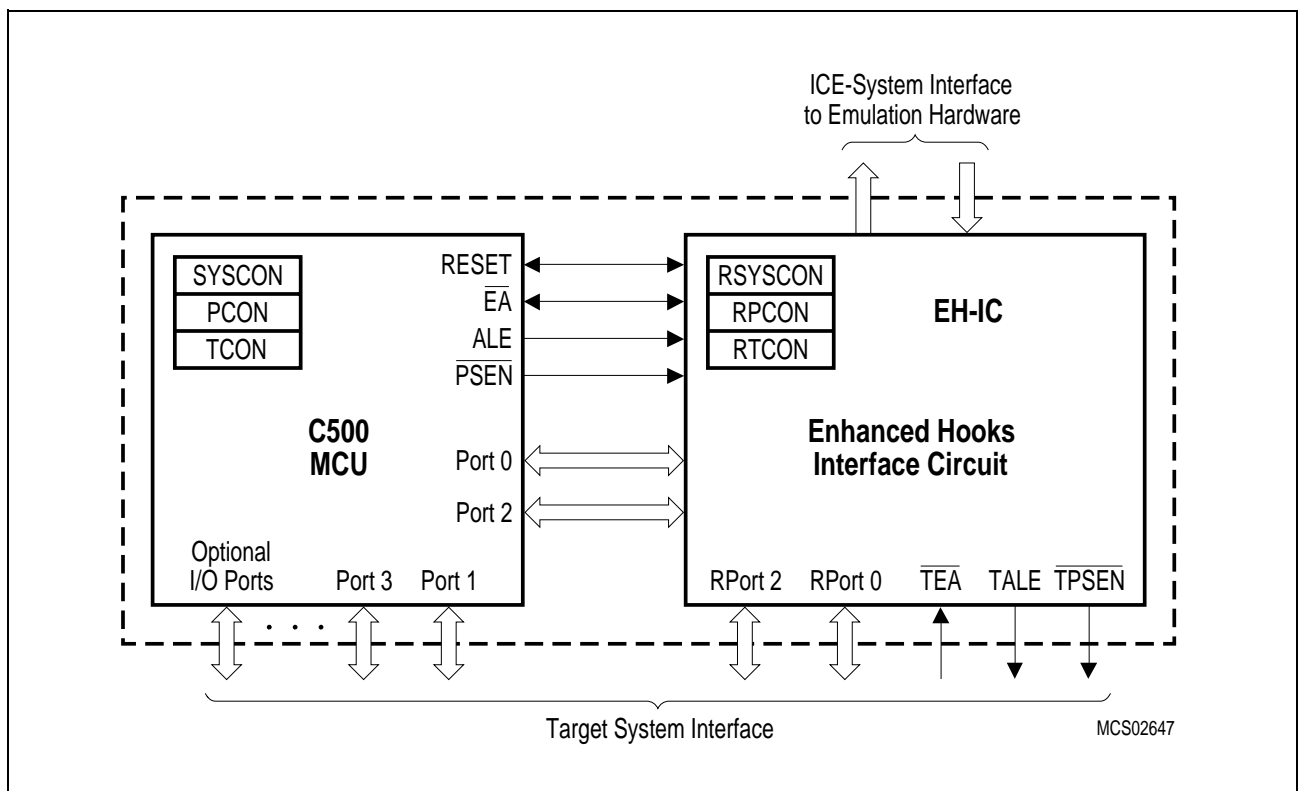 ICE-System Interface
to Emulation Hardware
SYSCON
PCON
TCON
RESET
EA
ALE
PSEN
C500
MCU
Port 0
Port 2
Optional
I/O Ports
Port 3
Port 1
. . .
RSYSCON
RPCON
RTCON
EH-IC
Enhanced Hooks
Interface Circuit
RPort 2
RPort 0
TEA
TALE
TPSEN
Target System Interface
MCS02647